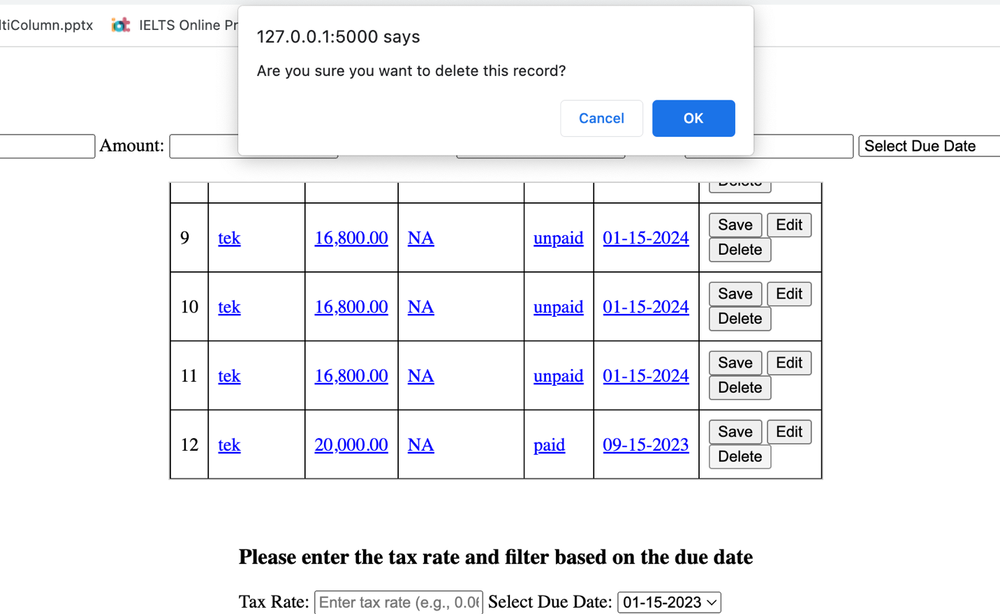 ltiColumn.pptx IELTS Online Pr
127.0.0.1:5000 says
Are you sure you want to delete this record?
Cancel OK
Amount: Select Due Date
Delete
9 tek 16,800.00 NA unpaid 01-15-2024 Save Edit
Delete
10 tek 16,800.00 NA unpaid 01-15-2024 Save Edit
Delete
11 tek 16,800.00 NA unpaid 01-15-2024 Save Edit
Delete
12 tek 20,000.00 NA paid 09-15-2023 Save Edit
Delete
Please enter the tax rate and filter based on the due date
Tax Rate: Enter tax rate (e.g., 0.06 Select Due Date: 01-15-2023